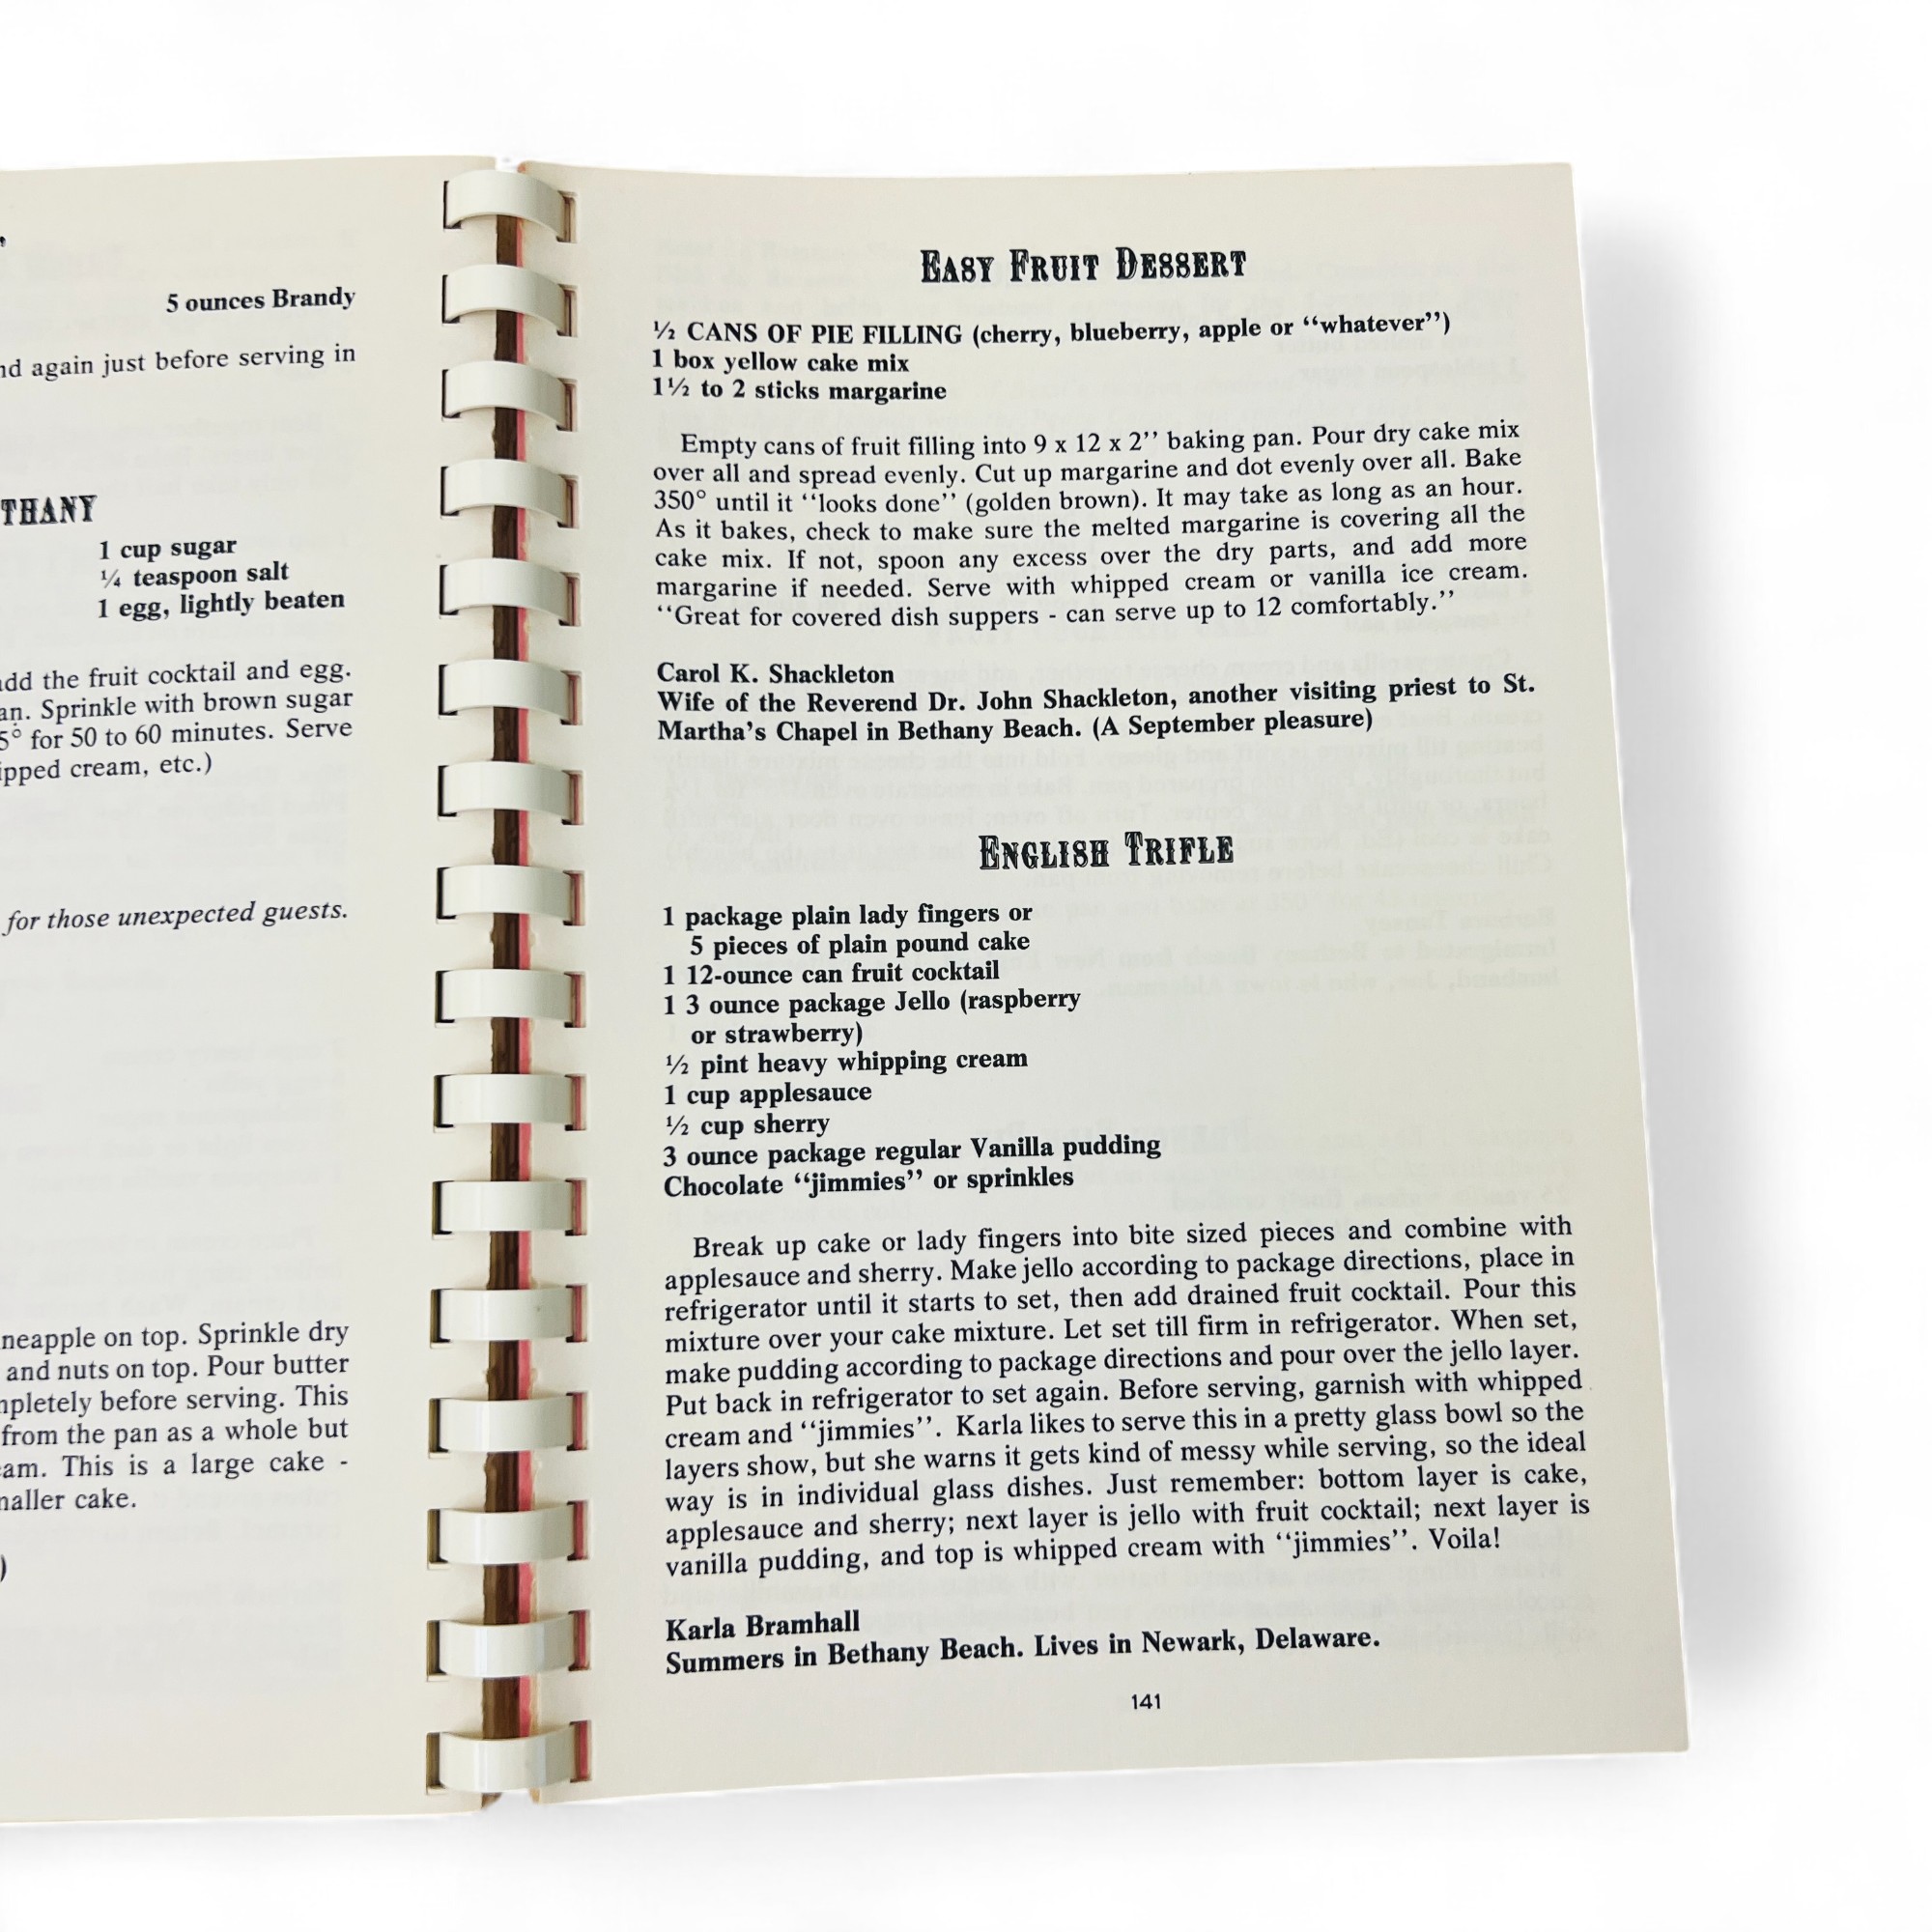 5 ounces Brandy
again just before serving in
THANY
1 cup sugar
¼ teaspoon salt
1 egg, lightly beaten
add the fruit cocktail and egg.
Sprinkle with brown sugar
5° for 50 to 60 minutes. Serve
cream, etc.)
for those unexpected guests.
on top. Sprinkle dry
and nuts on top. Pour butter
before serving. This
from the pan as a whole but
This is a large cake -
cake.
)
EASY FRUIT DESSERT
½ CANS OF PIE FILLING (cherry, blueberry, apple or ‘‘whatever’’)
1 box yellow cake mix
1½ to 2 sticks margarine
Empty cans of fruit filling into 9 x 12 x 2’’ baking pan. Pour dry cake mix
over all and spread evenly. Cut up margarine and dot evenly over all. Bake
350° until it ‘‘looks done’’ (golden brown). It may take as long as an hour.
As it bakes, check to make sure the melted margarine is covering all the
cake mix. If not, spoon any excess over the dry parts, and add more
margarine if needed. Serve with whipped cream or vanilla ice cream.
‘‘Great for covered dish suppers - can serve up to 12 comfortably.’’
Carol K. Shackleton
Wife of the Reverend Dr. John Shackleton, another visiting priest to St.
Martha’s Chapel in Bethany Beach. (A September pleasure)
ENGLISH TRIFLE
1 package plain lady fingers or
5 pieces of plain pound cake
1 12-ounce can fruit cocktail
1 3 ounce package Jello (raspberry
or strawberry)
½ pint heavy whipping cream
1 cup applesauce
½ cup sherry
3 ounce package regular Vanilla pudding
Chocolate ‘‘jimmies’’ or sprinkles
Break up cake or lady fingers into bite sized pieces and combine with
applesauce and sherry. Make jello according to package directions, place in
refrigerator until it starts to set, then add drained fruit cocktail. Pour this
mixture over your cake mixture. Let set till firm in refrigerator. When set,
make pudding according to package directions and pour over the jello layer.
Put back in refrigerator to set again. Before serving, garnish with whipped
cream and ‘‘jimmies’’. Karla likes to serve this in a pretty glass bowl so the
layers show, but she warns it gets kind of messy while serving, so the ideal
way is in individual glass dishes. Just remember: bottom layer is cake,
applesauce and sherry; next layer is jello with fruit cocktail; next layer is
vanilla pudding, and top is whipped cream with ‘‘jimmies’’. Voila!
Karla Bramhall
Summers in Bethany Beach. Lives in Newark, Delaware.
141